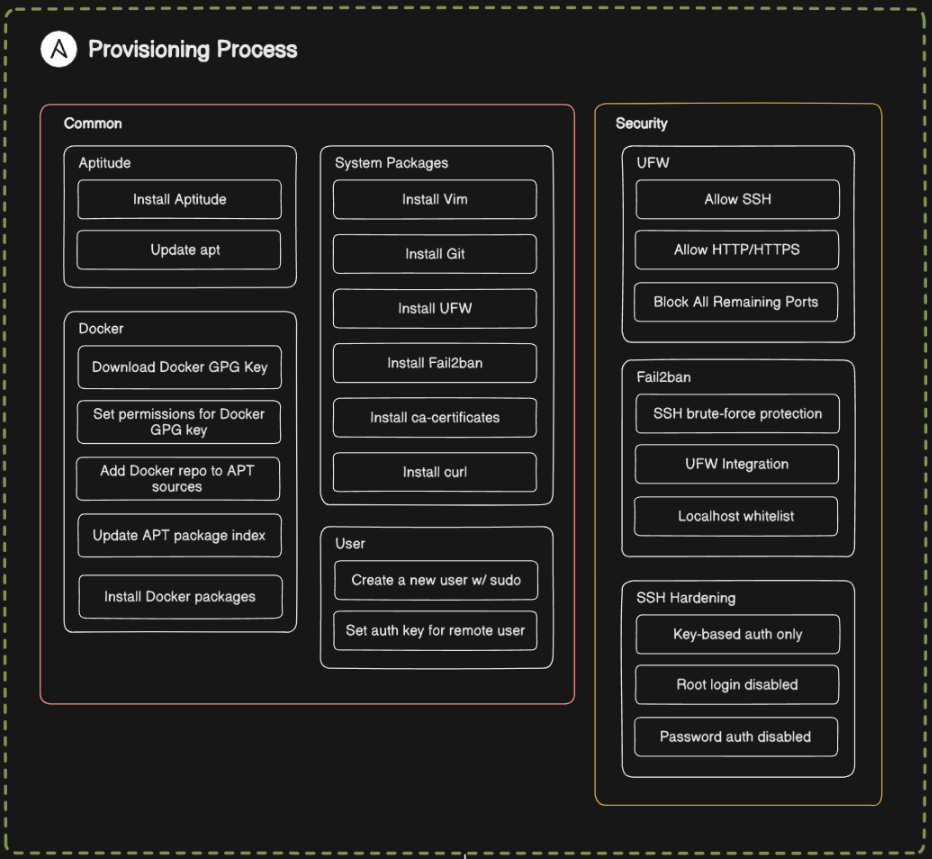 Provisioning Process
Common
Aptitude
Install Aptitude
Update apt
Docker
Download Docker GPG Key
Set permissions for Docker
GPG key
Add Docker repo to APT
sources
Update APT package index
Install Docker packages
System Packages
Install Vim
Install Git
Install UFW
Install Fail2ban
Install ca-certificates
Install curl
User
Create a new user w/ sudo
Set auth key for remote user
Security
UFW
Allow SSH
Allow HTTP/HTTPS
Block All Remaining Ports
Fail2ban
SSH brute-force protection
UFW Integration
Localhost whitelist
SSH Hardening
Key-based auth only
Root login disabled
Password auth disabled